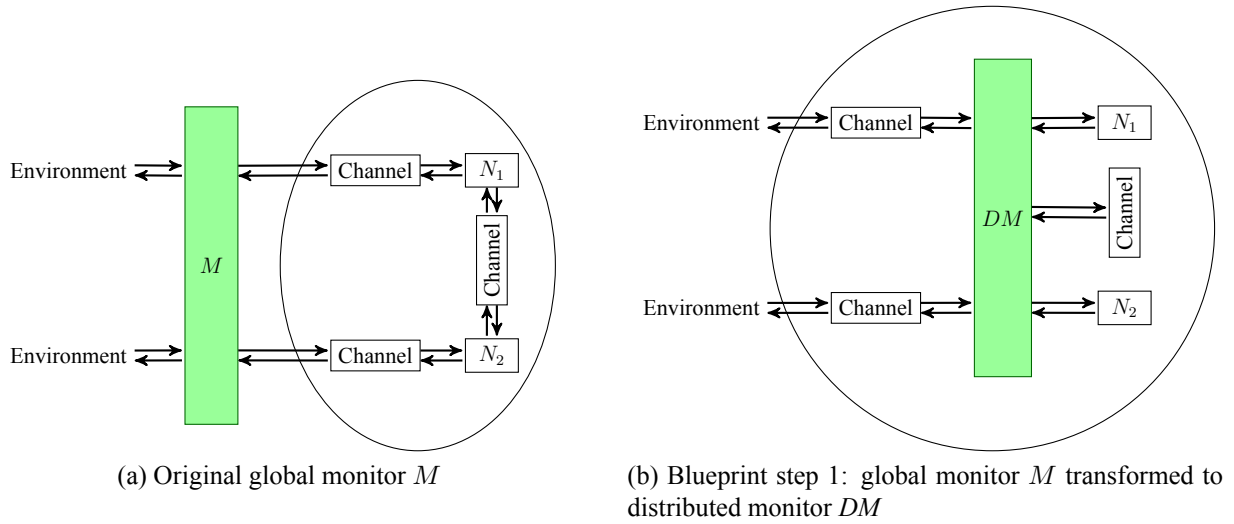 Environment
M
Channel
N₁
Channel
Environment
Channel
N₂
(a) Original global monitor M
Environment
Channel
DM
N₁
Channel
Environment
Channel
N₂
(b) Blueprint step 1: global monitor M transformed to
distributed monitor DM